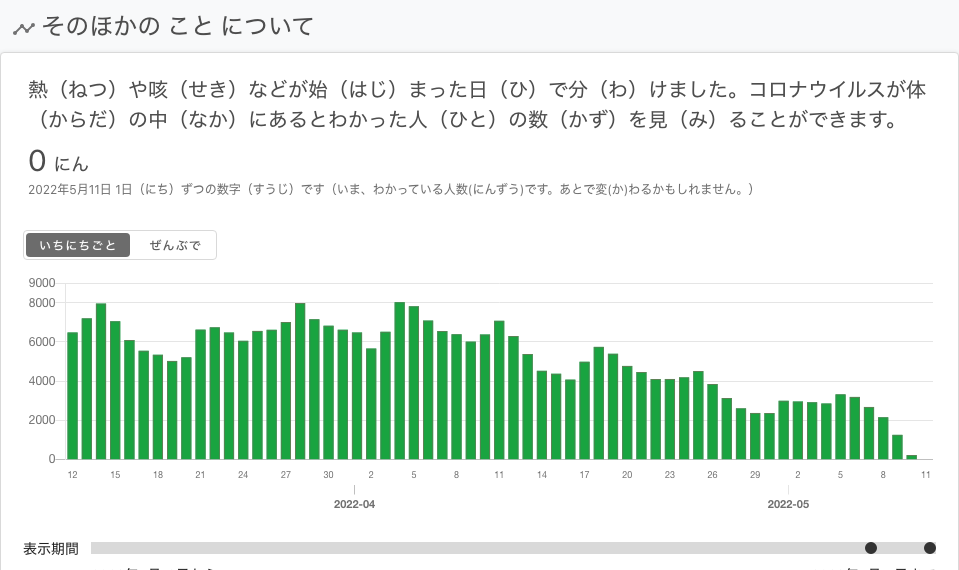 そのほかの こと について
熱（ねつ）や咳（せき）などが始（はじ）まった日（ひ）で分（わ）けました。コロナウイルスが体
（からだ）の中（なか）にあるとわかった人（ひと）の数（かず）を見（み）ることができます。
0 にん
2022年5月11日 1日（にち）ずつの数字（すうじ）です（いま、わかっている人数(にんずう)です。あとで変(か)わるかもしれません。）
いちにちごと ぜんぶで
9000
8000
6000
4000
2000
0
12 15 18 21 24 27 30 2 5 8 11 14 17 20 23 26 29 2 5 8 11
2022-04 2022-05
表示期間